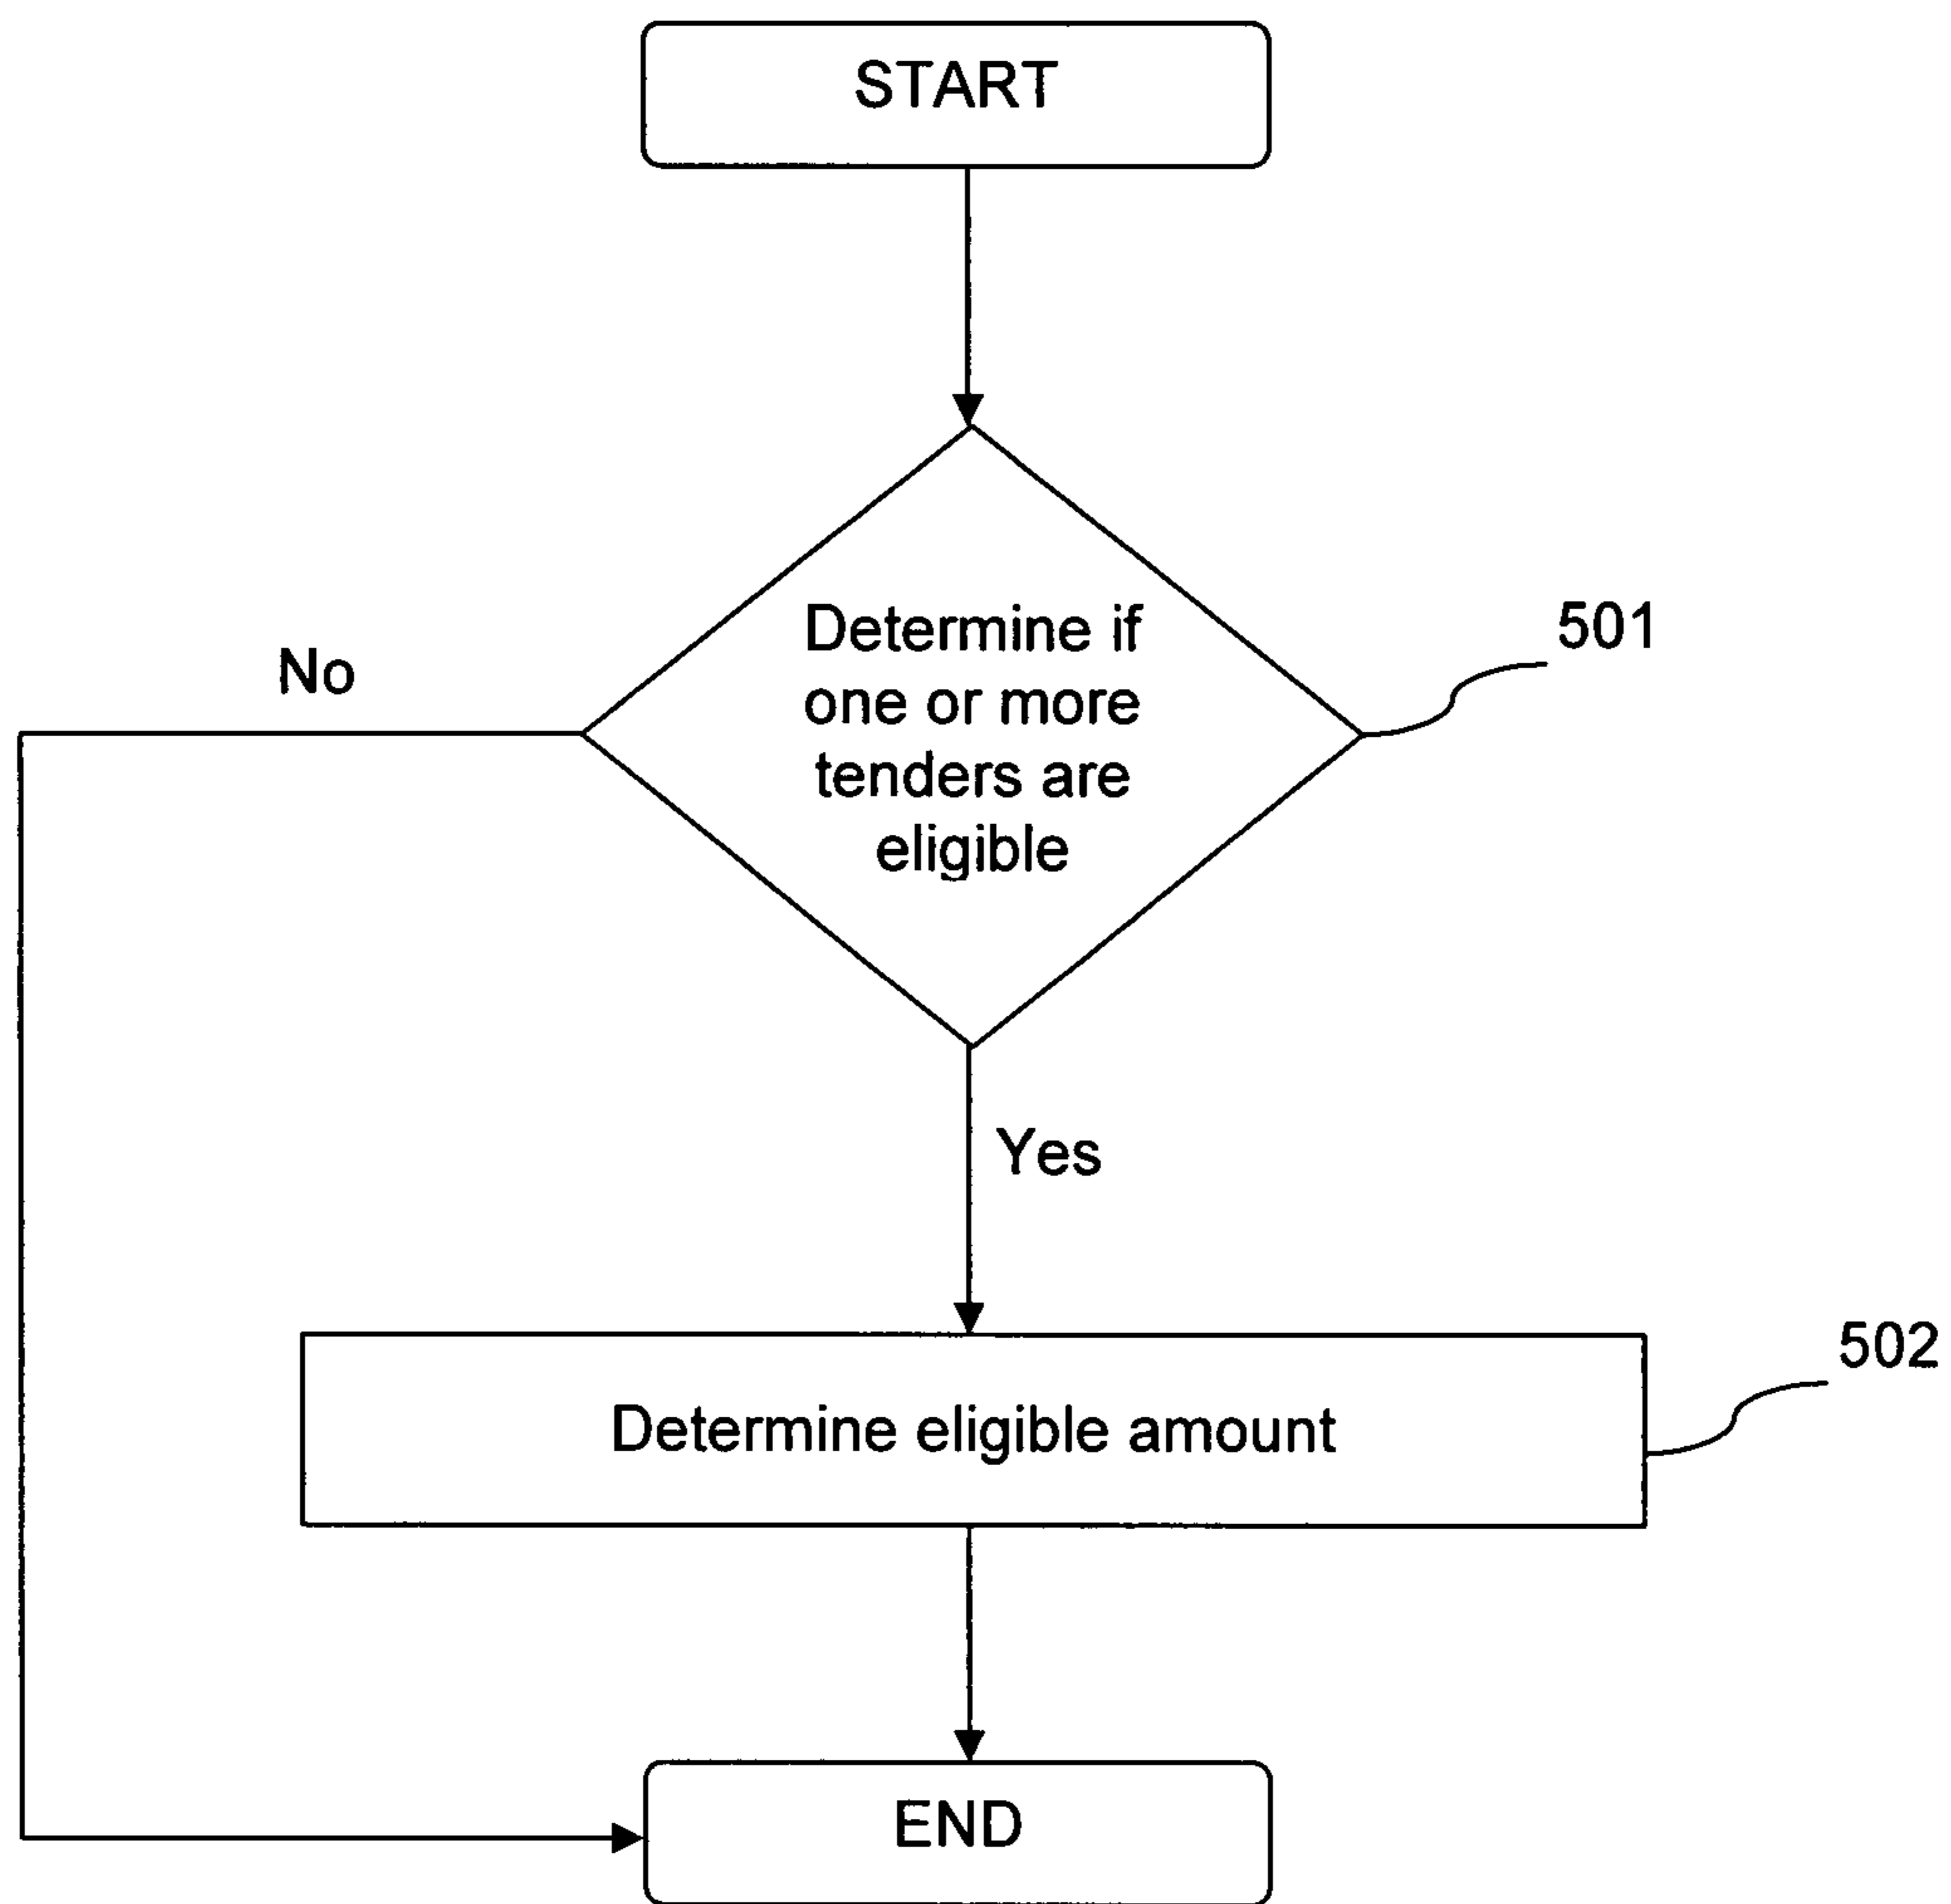 START
Determine if
one or more
tenders are
eligible
501
No
Yes
502
Determine eligible amount
END